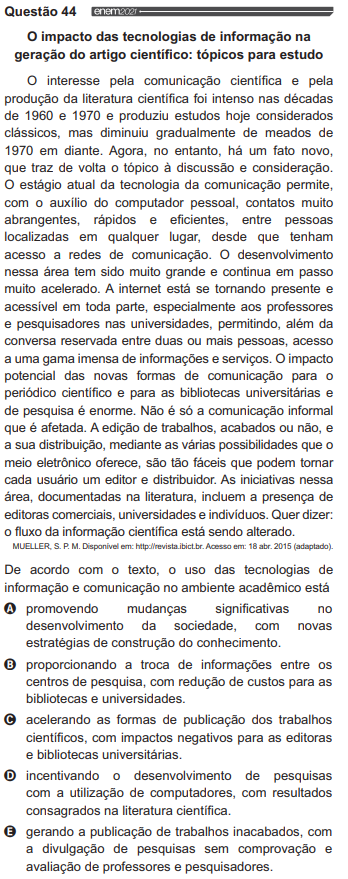 Questão 44 enem2021
O impacto das tecnologias de informação na
geração do artigo científico: tópicos para estudo
O interesse pela comunicação científica e pela
produção da literatura científica foi intenso nas décadas
de 1960 e 1970 e produziu estudos hoje considerados
clássicos, mas diminuiu gradualmente de meados de
1970 em diante. Agora, no entanto, há um fato novo,
que traz de volta o tópico à discussão e consideração.
O estágio atual da tecnologia da comunicação permite,
com o auxílio do computador pessoal, contatos muito
abrangentes, rápidos e eficientes, entre pessoas
localizadas em qualquer lugar, desde que tenham
acesso a redes de comunicação. O desenvolvimento
nessa área tem sido muito grande e continua em passo
muito acelerado. A internet está se tornando presente e
acessível em toda parte, especialmente aos professores
e pesquisadores nas universidades, permitindo, além da
conversa reservada entre duas ou mais pessoas, acesso
a uma gama imensa de informações e serviços. O impacto
potencial das novas formas de comunicação para o
periódico científico e para as bibliotecas universitárias e
de pesquisa é enorme. Não é só a comunicação informal
que é afetada. A edição de trabalhos, acabados ou não, e
a sua distribuição, mediante as várias possibilidades que o
meio eletrônico oferece, são tão fáceis que podem tornar
cada usuário um editor e distribuidor. As iniciativas nessa
área, documentadas na literatura, incluem a presença de
editoras comerciais, universidades e indivíduos. Quer dizer:
o fluxo da informação científica está sendo alterado.
MUELLER, S. P. M. Disponível em: http://revista.ibict.br. Acesso em: 18 abr. 2015 (adaptado).
De acordo com o texto, o uso das tecnologias de
informação e comunicação no ambiente acadêmico está
A promovendo mudanças significativas no
desenvolvimento da sociedade, com novas
estratégias de construção do conhecimento.
B proporcionando a troca de informações entre os
centros de pesquisa, com redução de custos para as
bibliotecas e universidades.
C acelerando as formas de publicação dos trabalhos
científicos, com impactos negativos para as editoras
e bibliotecas universitárias.
D incentivando o desenvolvimento de pesquisas
com a utilização de computadores, com resultados
consagrados na literatura científica.
E gerando a publicação de trabalhos inacabados, com
a divulgação de pesquisas sem comprovação e
avaliação de professores e pesquisadores.